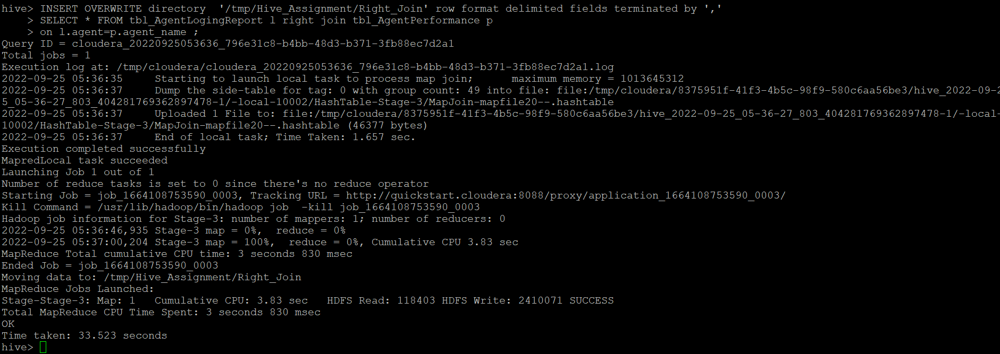 hive> INSERT OVERWRITE directory  '/tmp/Hive_Assignment/Right_Join' row format delimited fields terminated by ','
    > SELECT * FROM tbl_AgentLogingReport l right join tbl_AgentPerformance p
    > on l.agent=p.agent_name ;
Query ID = cloudera_20220925053636_796e31c8-b4bb-48d3-b371-3fb88ec7d2a1
Total jobs = 1
Execution log at: /tmp/cloudera/cloudera_20220925053636_796e31c8-b4bb-48d3-b371-3fb88ec7d2a1.log
2022-09-25 05:36:35     Starting to launch local task to process map join;      maximum memory = 1013645312
2022-09-25 05:36:37     Dump the side-table for tag: 0 with group count: 49 into file: file:/tmp/cloudera/8375951f-41f3-4b5c-98f9-580c6aa56be3/hive_2022-09-2
5_05-36-27_803_404281769362897478-1/-local-10002/HashTable-Stage-3/MapJoin-mapfile20--.hashtable
2022-09-25 05:36:37     Uploaded 1 File to: file:/tmp/cloudera/8375951f-41f3-4b5c-98f9-580c6aa56be3/hive_2022-09-25_05-36-27_803_404281769362897478-1/-local-
10002/HashTable-Stage-3/MapJoin-mapfile20--.hashtable (46377 bytes)
2022-09-25 05:36:37     End of local task; Time Taken: 1.657 sec.
Execution completed successfully
MapredLocal task succeeded
Launching Job 1 out of 1
Number of reduce tasks is set to 0 since there's no reduce operator
Starting Job = job_1664108753590_0003, Tracking URL = http://quickstart.cloudera:8088/proxy/application_1664108753590_0003/
Kill Command = /usr/lib/hadoop/bin/hadoop job  -kill job_1664108753590_0003
Hadoop job information for Stage-3: number of mappers: 1; number of reducers: 0
2022-09-25 05:36:46,935 Stage-3 map = 0%,  reduce = 0%
2022-09-25 05:37:00,204 Stage-3 map = 100%,  reduce = 0%, Cumulative CPU 3.83 sec
MapReduce Total cumulative CPU time: 3 seconds 830 msec
Ended Job = job_1664108753590_0003
Moving data to: /tmp/Hive_Assignment/Right_Join
MapReduce Jobs Launched:
Stage-Stage-3: Map: 1   Cumulative CPU: 3.83 sec   HDFS Read: 118403 HDFS Write: 2410071 SUCCESS
Total MapReduce CPU Time Spent: 3 seconds 830 msec
OK
Time taken: 33.523 seconds
hive>